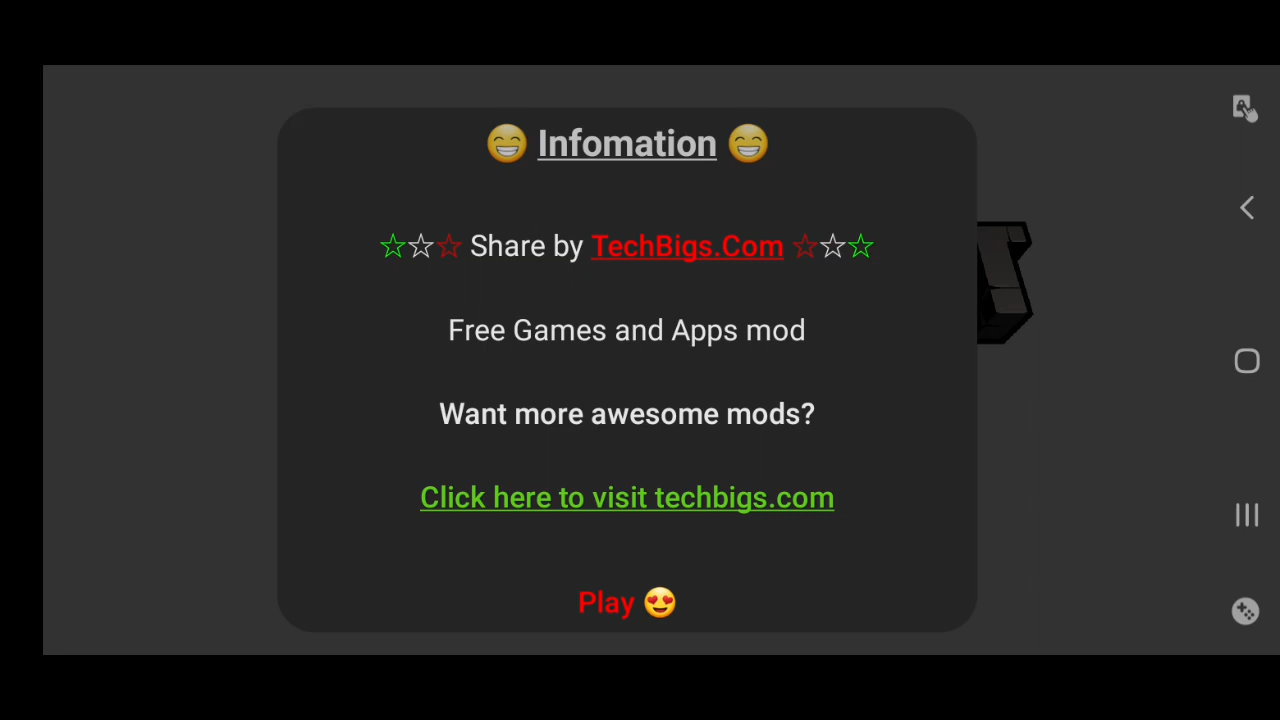 😁 Infomation 😁
☆☆☆ Share by TechBigs.Com ☆☆☆
Free Games and Apps mod
Want more awesome mods?
Click here to visit techbigs.com
Play 😍